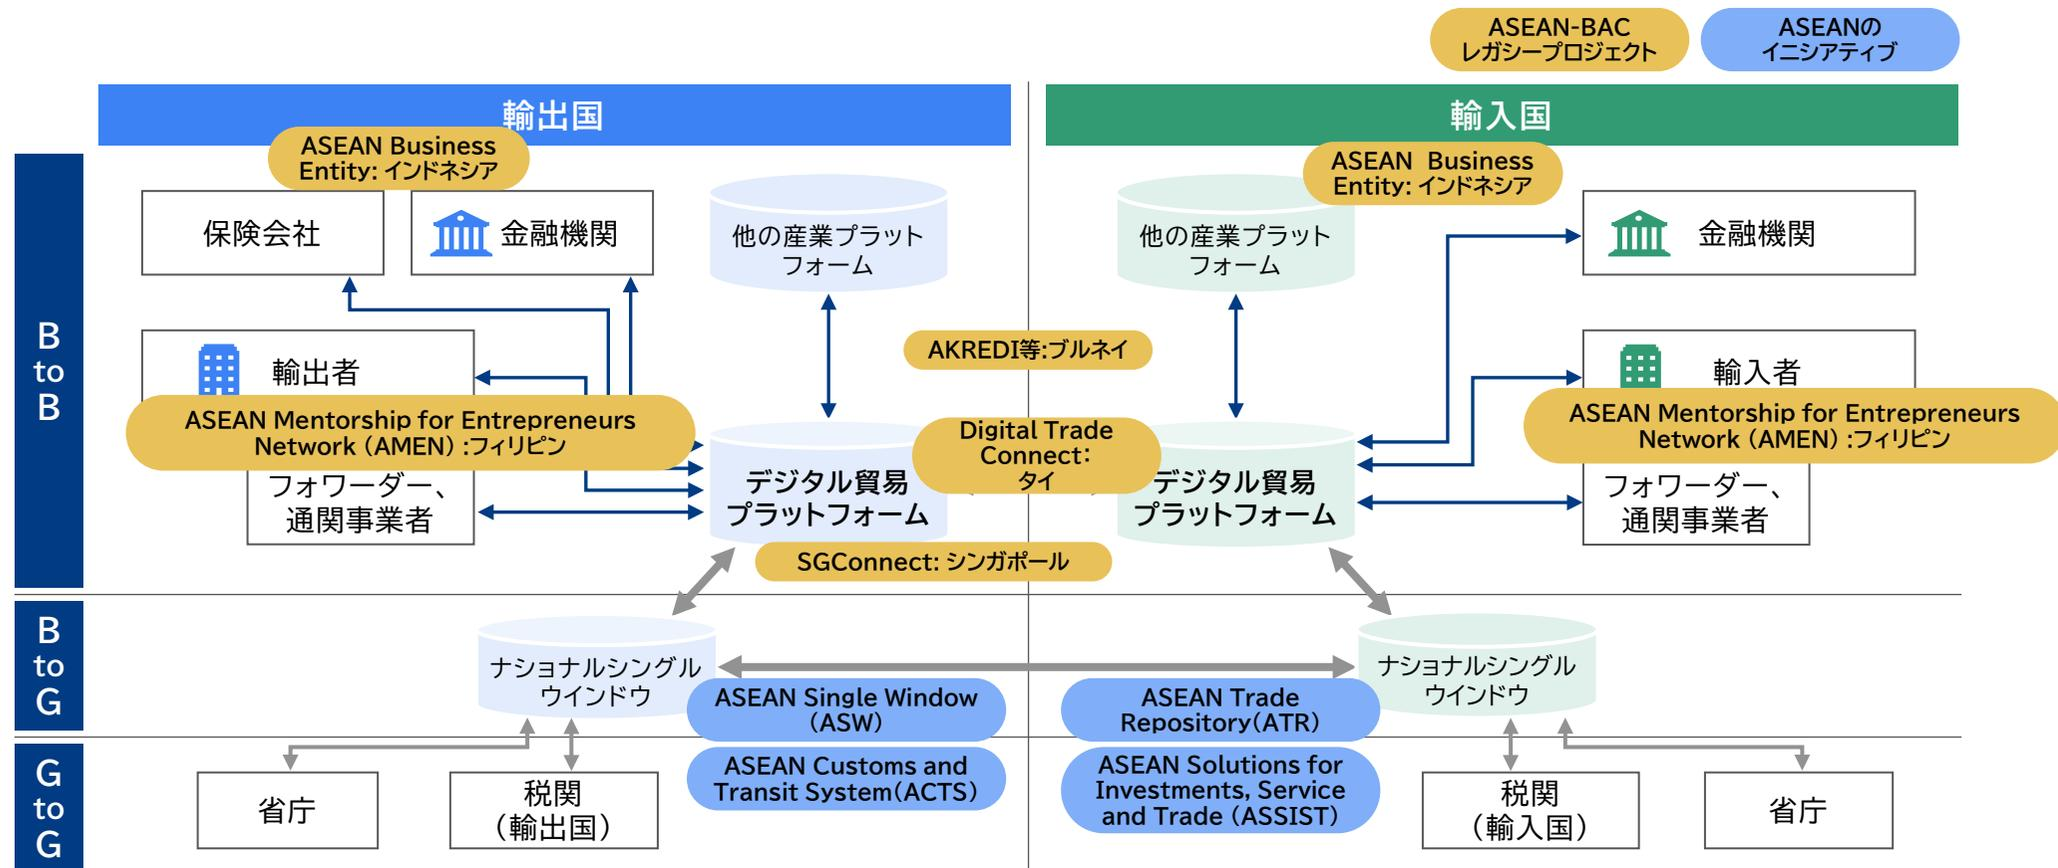 ASEAN-BAC
レガシープロジェクト
ASEANの
イニシアティブ
輸出国
輸入国
B
to
B
ASEAN Business
Entity: インドネシア
保険会社
金融機関
他の産業プラット
フォーム
輸出者
ASEAN Mentorship for Entrepreneurs
Network (AMEN) :フィリピン
フォワーダー、
通関事業者
デジタル貿易
プラットフォーム
AKREDI等:ブルネイ
Digital Trade
Connect:
タイ
SGConnect: シンガポール
ASEAN Business
Entity: インドネシア
他の産業プラット
フォーム
金融機関
輸入者
ASEAN Mentorship for Entrepreneurs
Network (AMEN) :フィリピン
フォワーダー、
通関事業者
デジタル貿易
プラットフォーム
B
to
G
ナショナルシングル
ウインドウ
ASEAN Single Window
(ASW)
ASEAN Trade
Repository(ATR)
ナショナルシングル
ウインドウ
G
to
G
省庁
税関
(輸出国)
ASEAN Customs and
Transit System(ACTS)
ASEAN Solutions for
Investments, Service
and Trade (ASSIST)
税関
(輸入国)
省庁